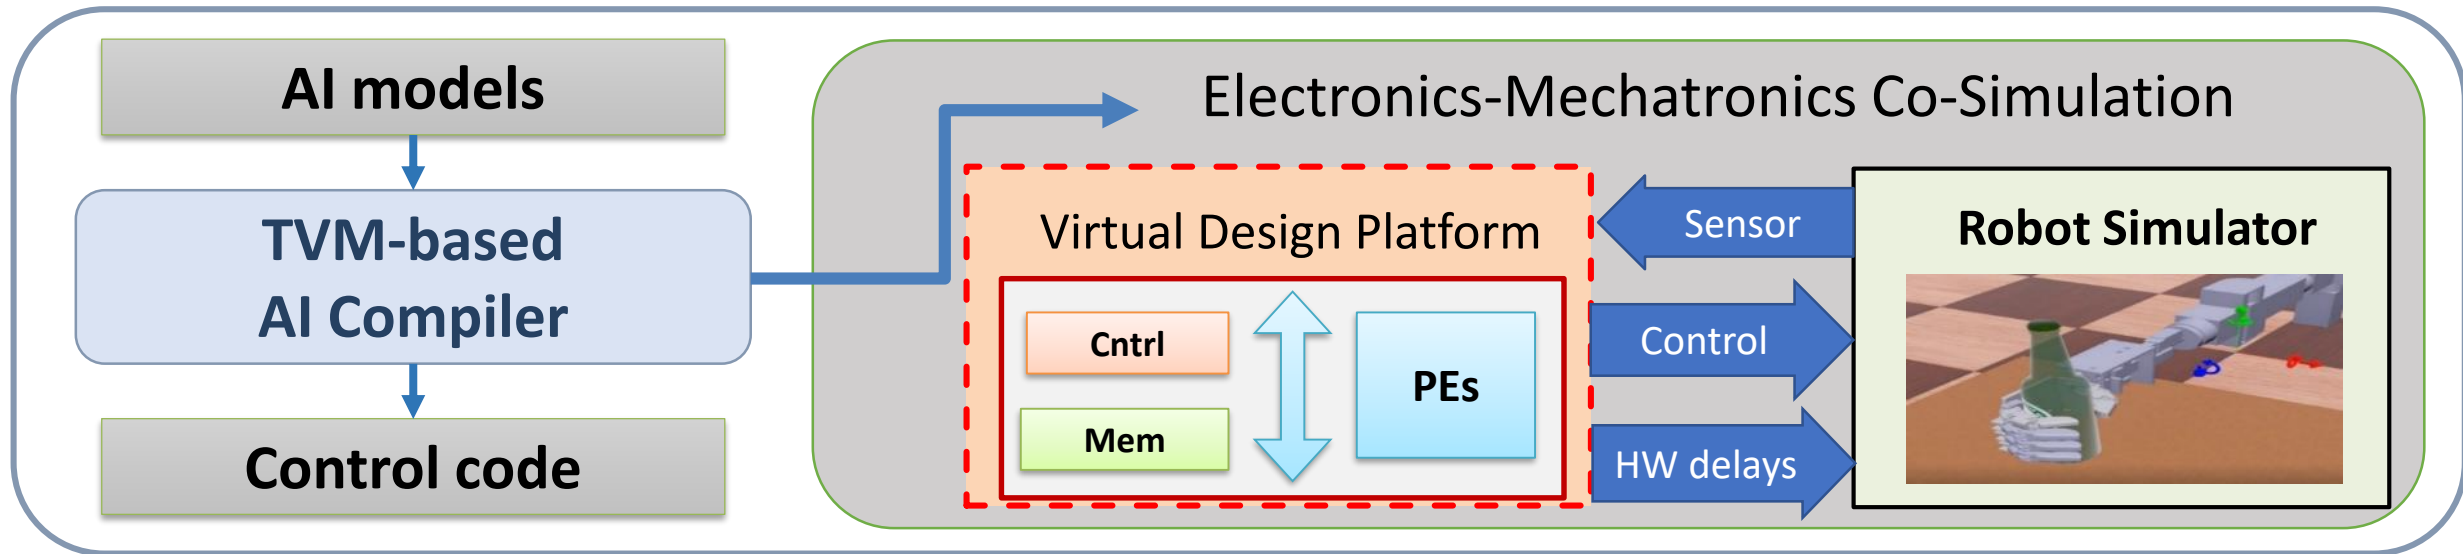 AI models
TVM-based
AI Compiler
Control code
Electronics-Mechatronics Co-Simulation
Virtual Design Platform
Cntrl
Mem
PEs
Sensor
Control
HW delays
Robot Simulator